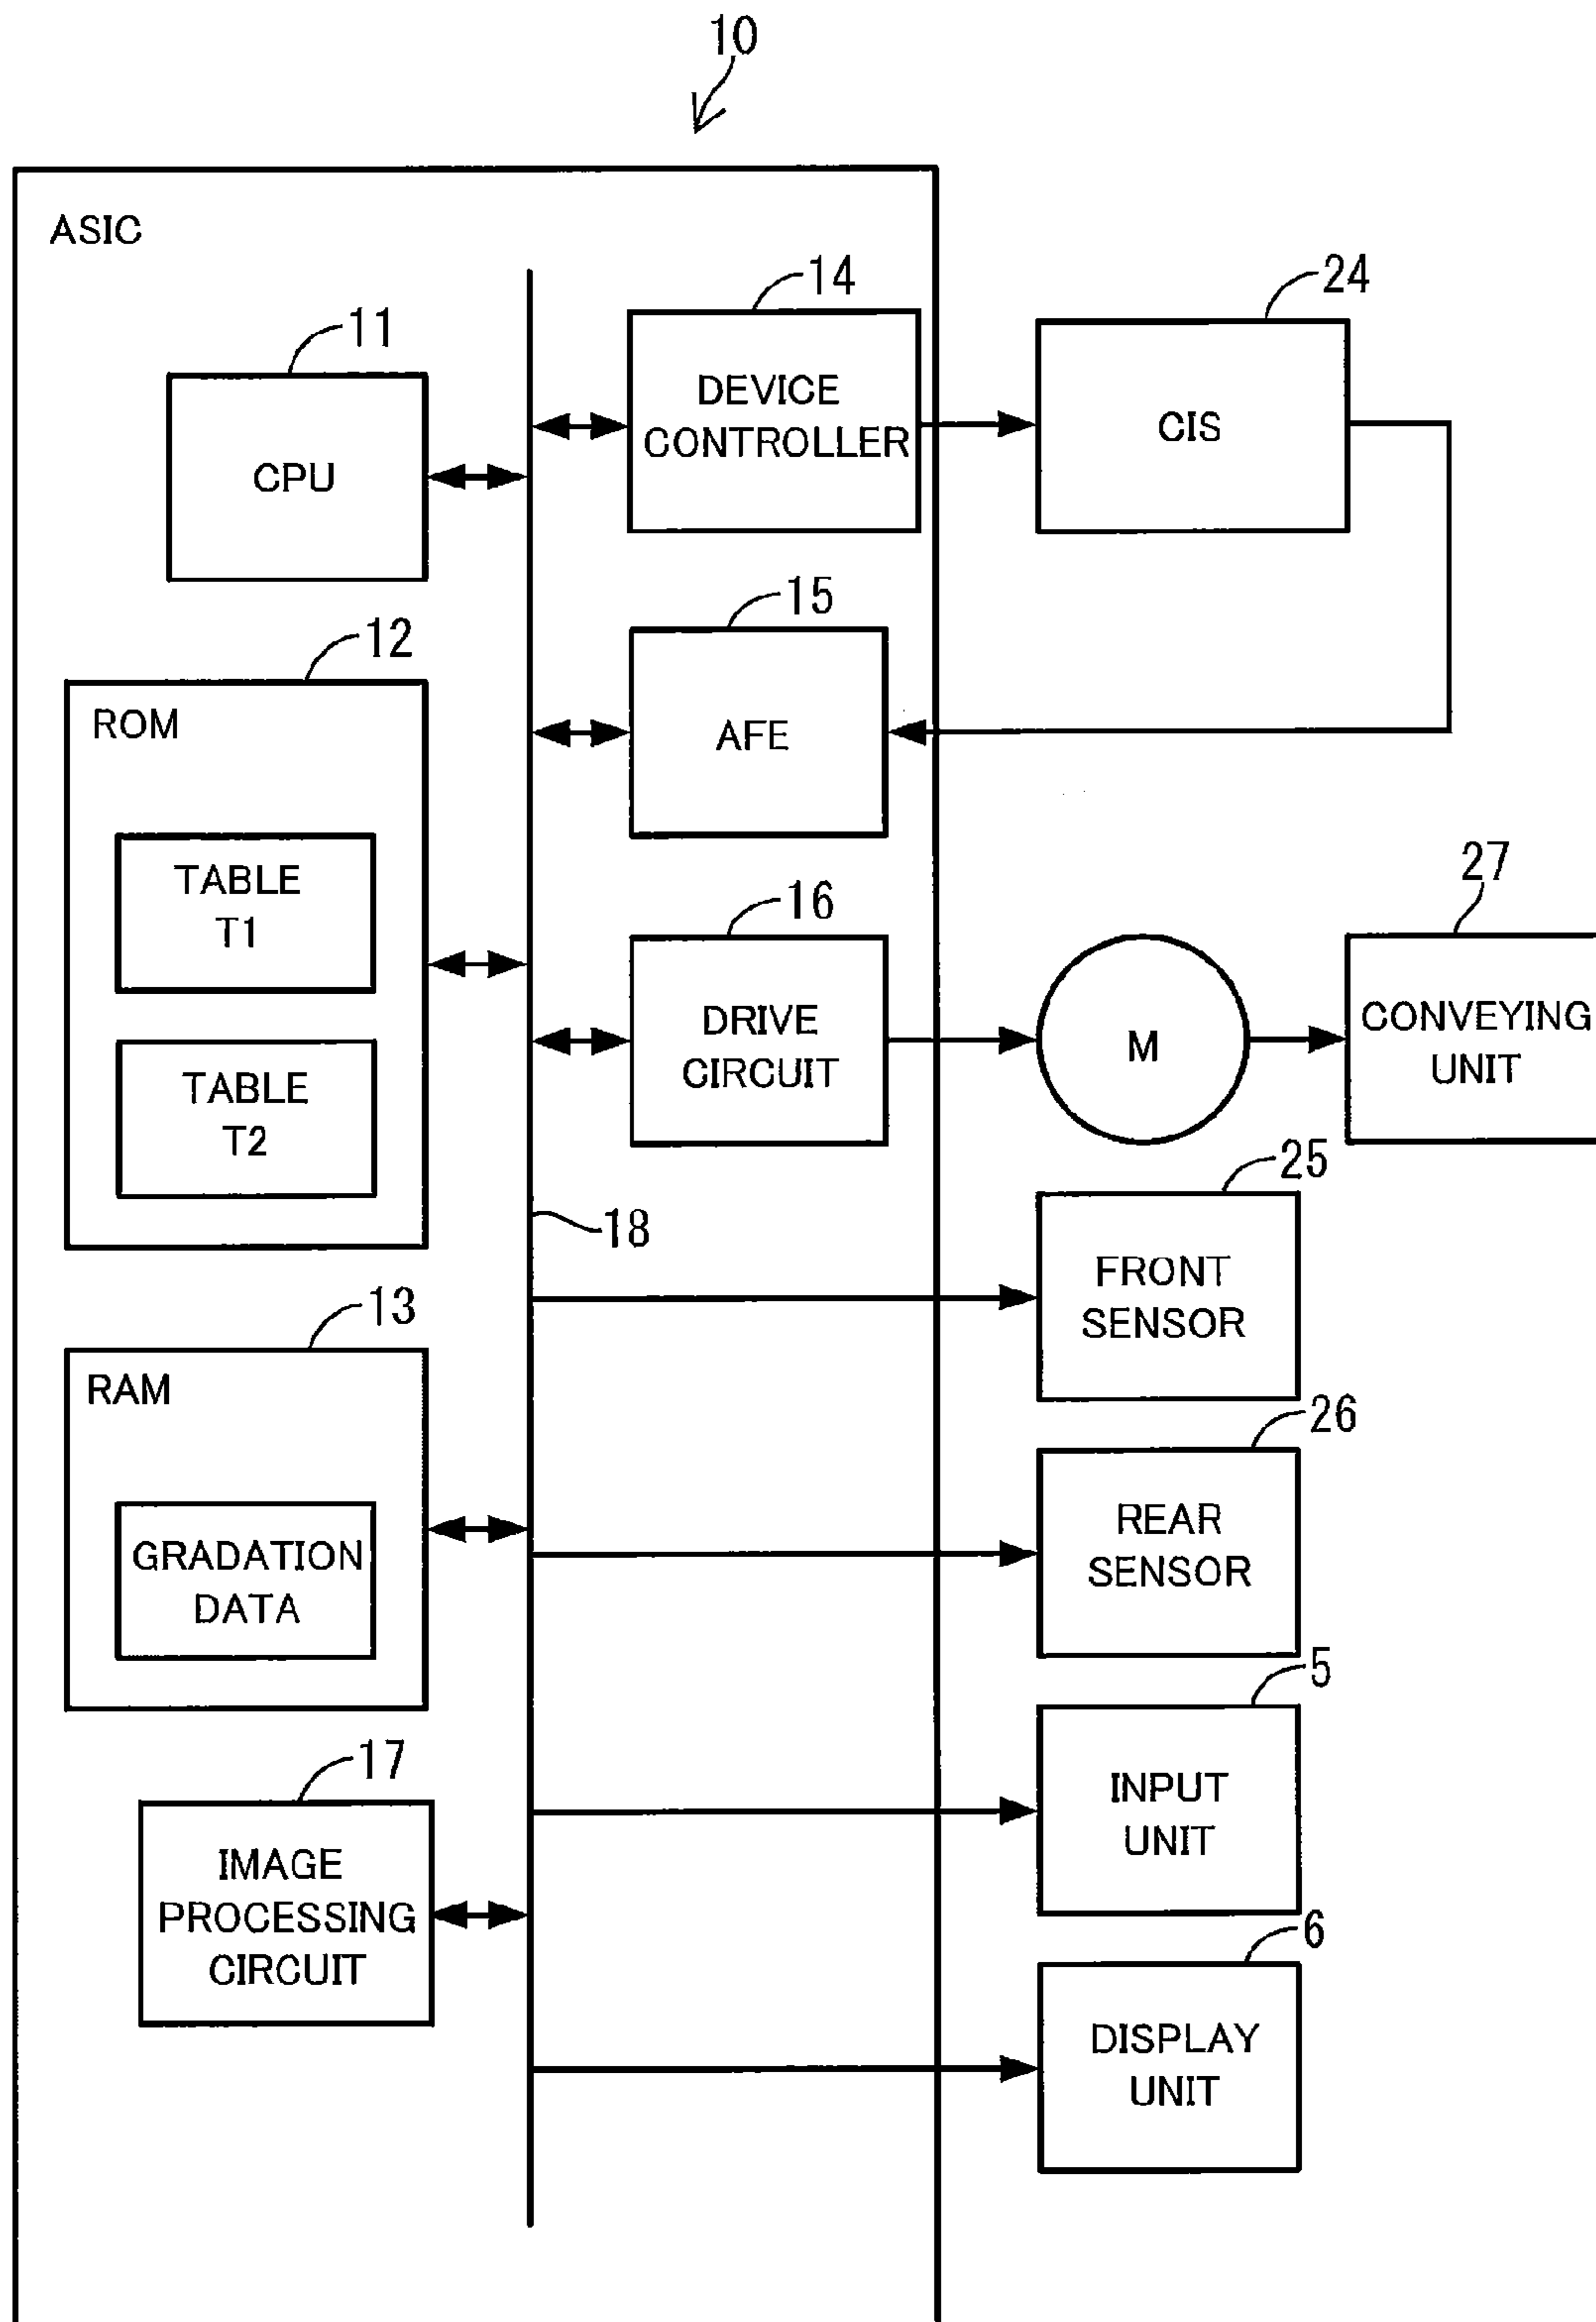 10
ASIC
11
CPU
12
ROM
TABLE
T1
TABLE
T2
13
RAM
GRADATION
DATA
17
IMAGE
PROCESSING
CIRCUIT
14
DEVICE
CONTROLLER
15
AFE
16
DRIVE
CIRCUIT
18
24
CIS
M
27
CONVEYING
UNIT
25
FRONT
SENSOR
26
REAR
SENSOR
5
INPUT
UNIT
6
DISPLAY
UNIT